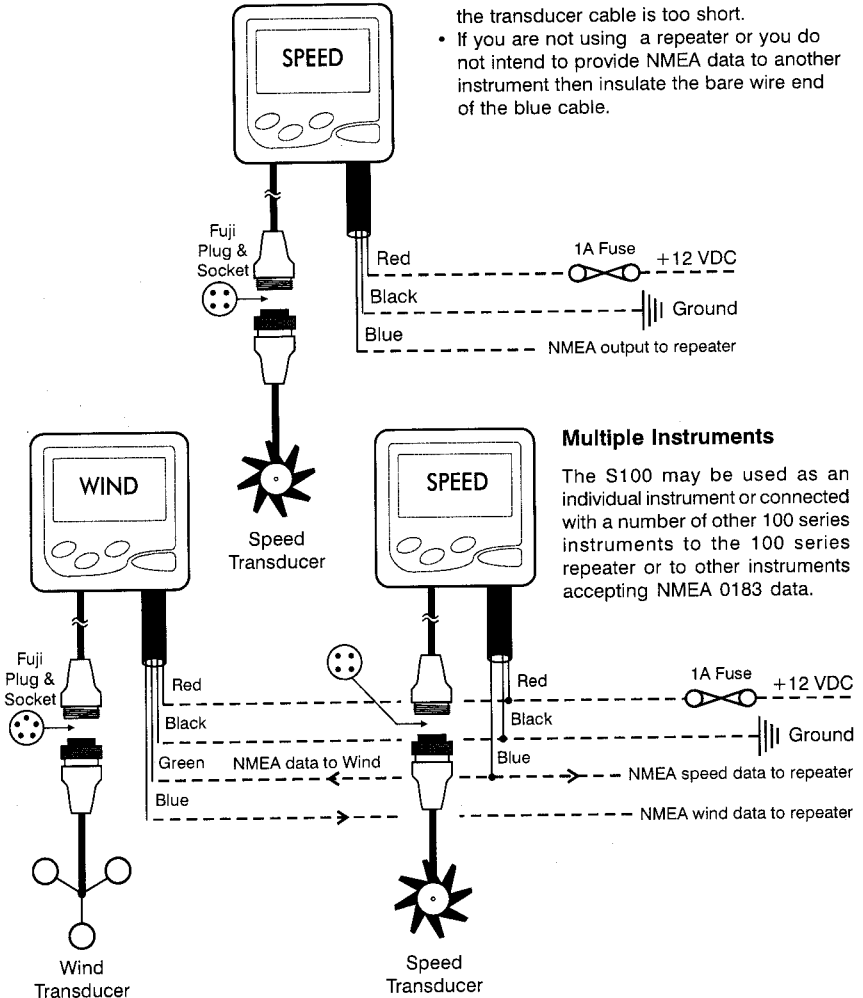 the transducer cable is too short.
• If you are not using a repeater or you do
not intend to provide NMEA data to another
instrument then insulate the bare wire end
of the blue cable.
SPEED
Fuji
Plug &
Socket
Red
1A Fuse
+12 VDC
Black
Ground
Blue
NMEA output to repeater
Speed
Transducer
Multiple Instruments
The S100 may be used as an
individual instrument or connected
with a number of other 100 series
instruments to the 100 series
repeater or to other instruments
accepting NMEA 0183 data.
WIND
SPEED
Fuji
Plug &
Socket
Red
Red
1A Fuse
+12 VDC
Black
Black
Ground
Green
NMEA data to Wind
Blue
NMEA speed data to repeater
Blue
NMEA wind data to repeater
Wind
Transducer
Speed
Transducer